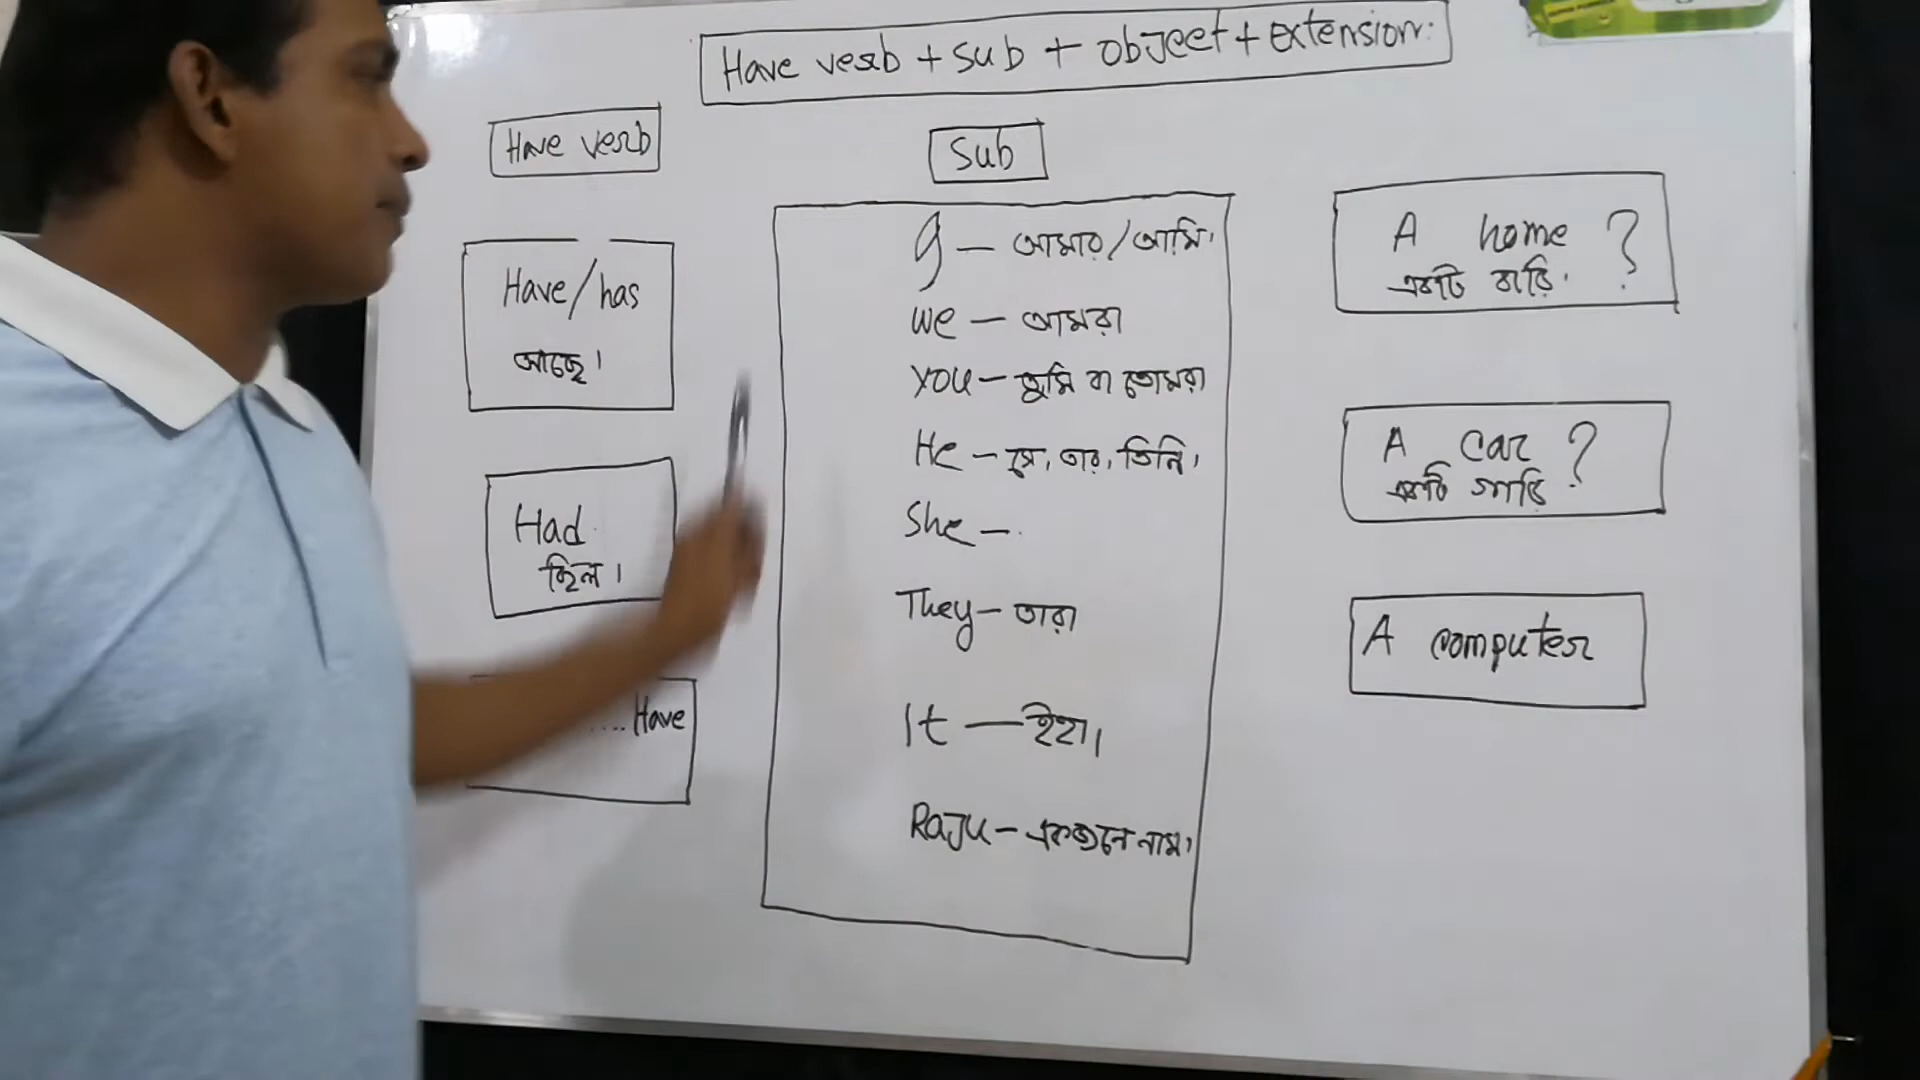 Have verb + sub + object + extension.
Have verb
Have/has
আছে।
Had
ছিল।
....Have
Sub
I — আমার/আমি।
We — আমরা
You — তুমি বা তোমরা
He — সে, তার, তিনি।
She —
They — তারা
It — ইহা।
Raju — একজনে নাম।
A home ?
একটি বাড়ি.
A car ?
একটি গাড়ি
A computer